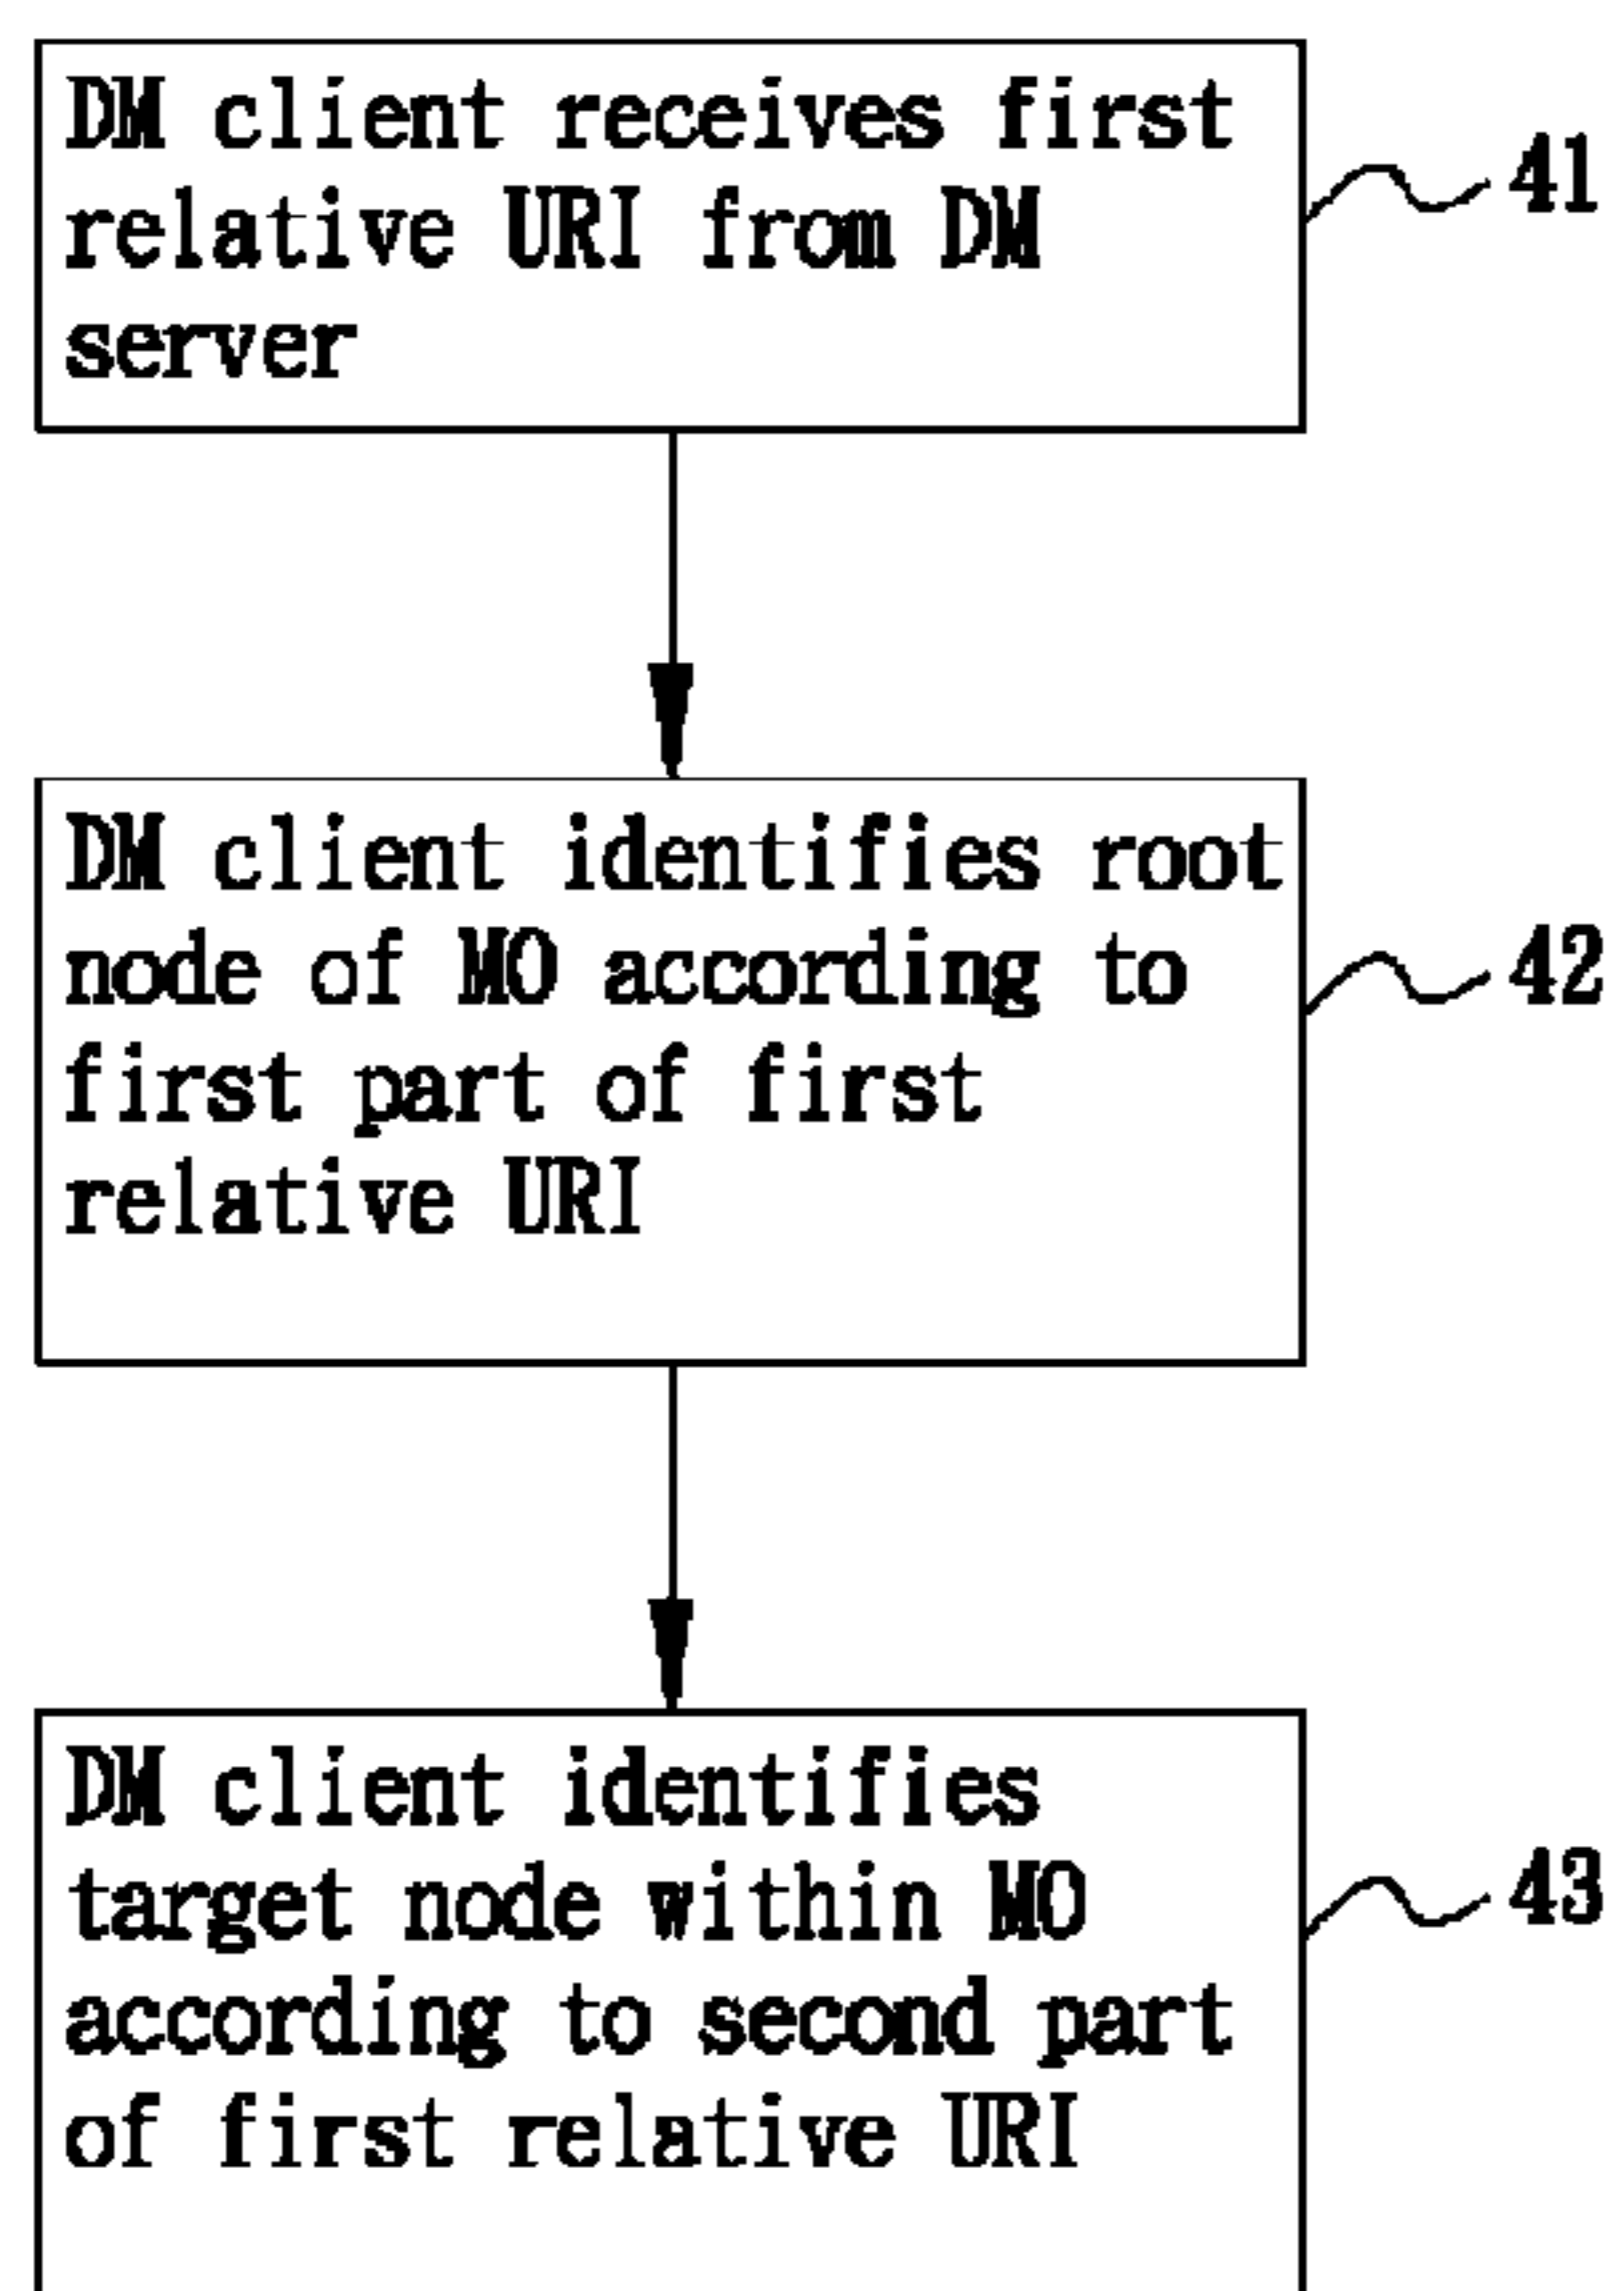 DM client receives first
relative URI from DM
server
41
DM client identifies root
node of MO according to
first part of first
relative URI
42
DM client identifies
target node within MO
according to second part
of first relative URI
43